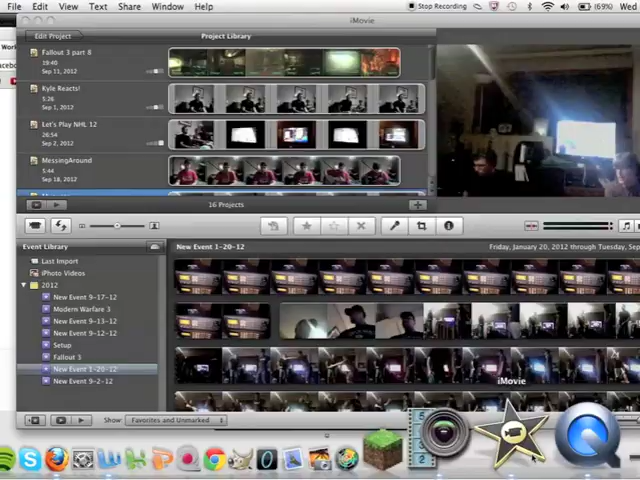 File Edit View Text Share Window Help
Stop Recording
(69%) Wed
iMovie
Edit Project
Project Library
Fallout 3 part 8
19:40
Sep 11, 2012
Kyle Reacts!
5:26
Sep 1, 2012
Let's Play NHL 12
26:54
Sep 2, 2012
MessingAround
5:44
Sep 18, 2012
16 Projects
Event Library
New Event 1-20-12
Friday, January 20, 2012 through Tuesday, Se
Last Import
iPhoto Videos
2012
New Event 9-17-12
Modern Warfare 3
New Event 9-13-12
New Event 9-12-12
Setup
Fallout 3
New Event 1-20-12
New Event 9-2-12
iMovie
Show: Favorites and Unmarked